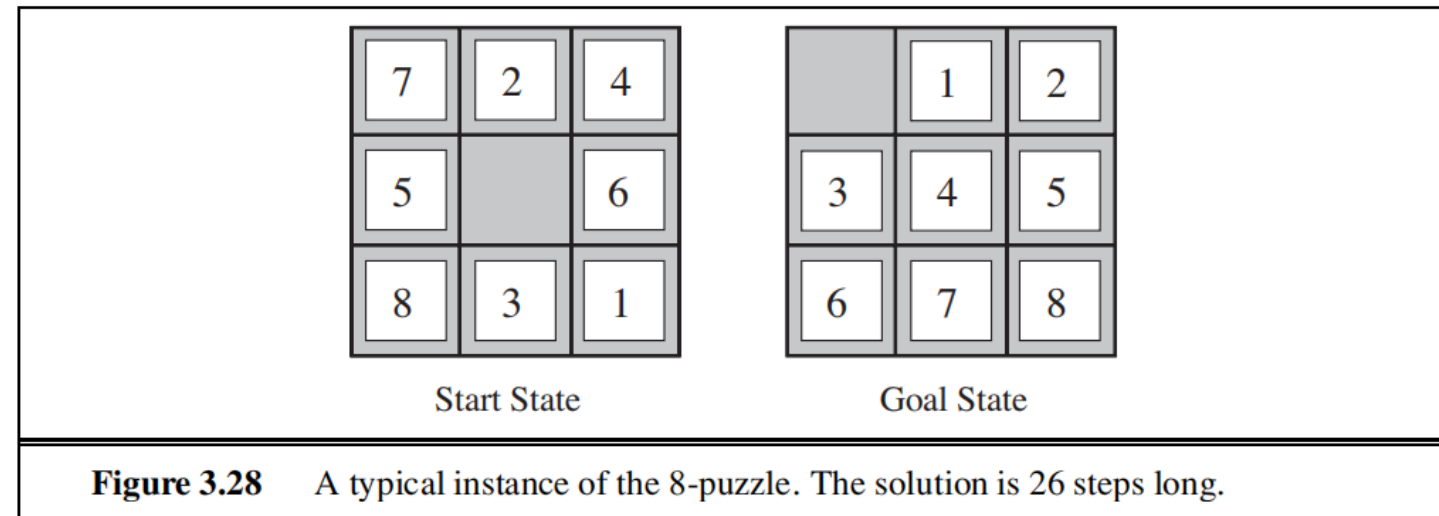 7 2 4
1 2
5 6
3 4 5
8 3 1
6 7 8
Start State
Goal State
Figure 3.28 A typical instance of the 8-puzzle. The solution is 26 steps long.